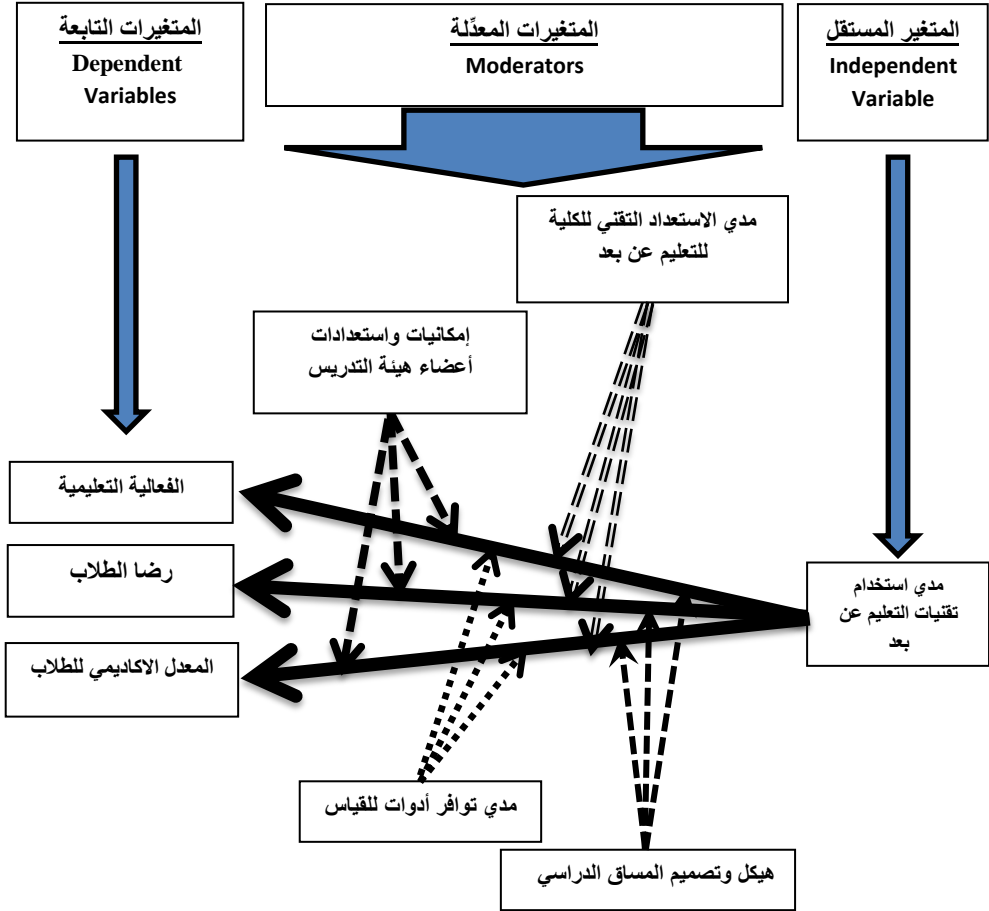 المتغير المستقل
Independent
Variable
المتغيرات المعدِّلة
Moderators
المتغيرات التابعة
Dependent
Variables
مدي الاستعداد التقني للكلية
للتعليم عن بعد
إمكانيات واستعدادات
أعضاء هيئة التدريس
الفعالية التعليمية
رضا الطلاب
المعدل الاكاديمي للطلاب
مدي استخدام
تقنيات التعليم عن
بعد
مدي توافر أدوات للقياس
هيكل وتصميم المساق الدراسي